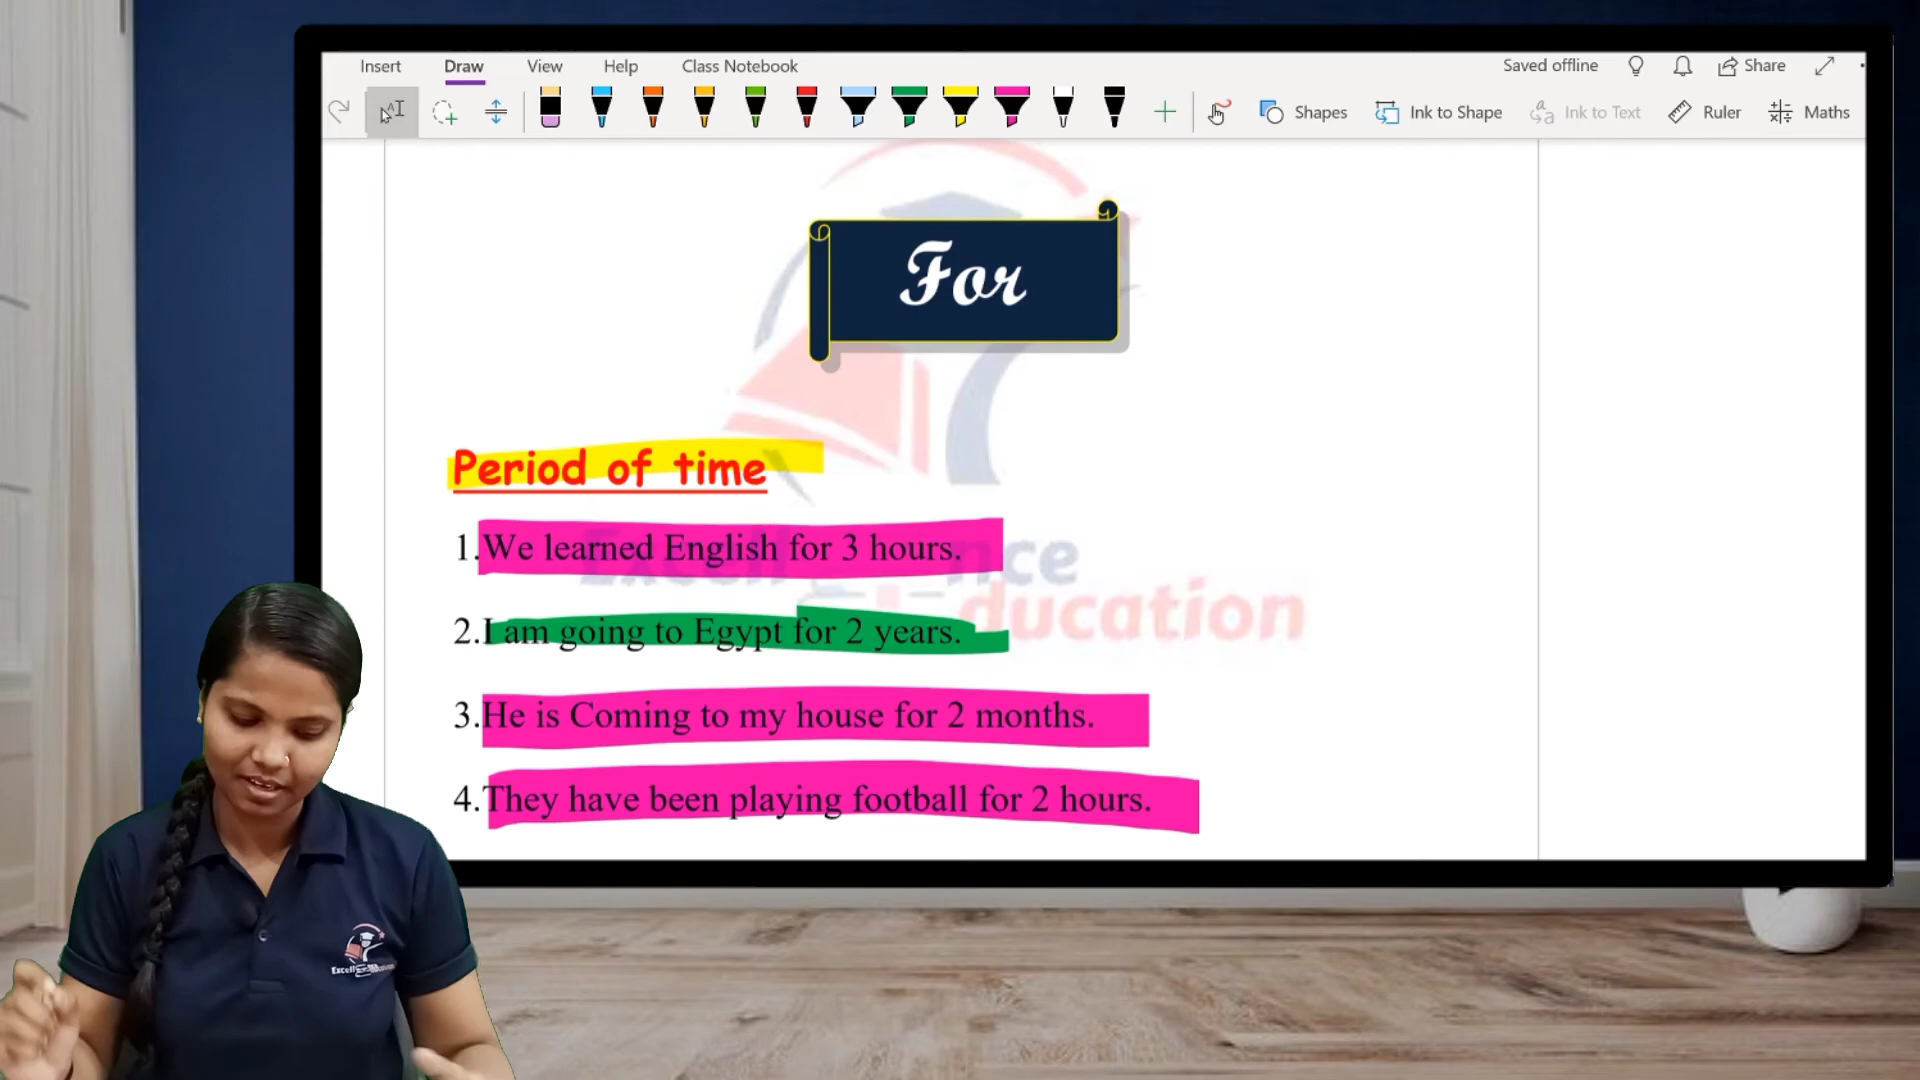 Insert Draw View Help Class Notebook Saved offline Share
Shapes Ink to Shape Ink to Text Ruler Maths
For
Period of time
1.We learned English for 3 hours.
2.I am going to Egypt for 2 years.
3.He is Coming to my house for 2 months.
4.They have been playing football for 2 hours.
Excellence
Education